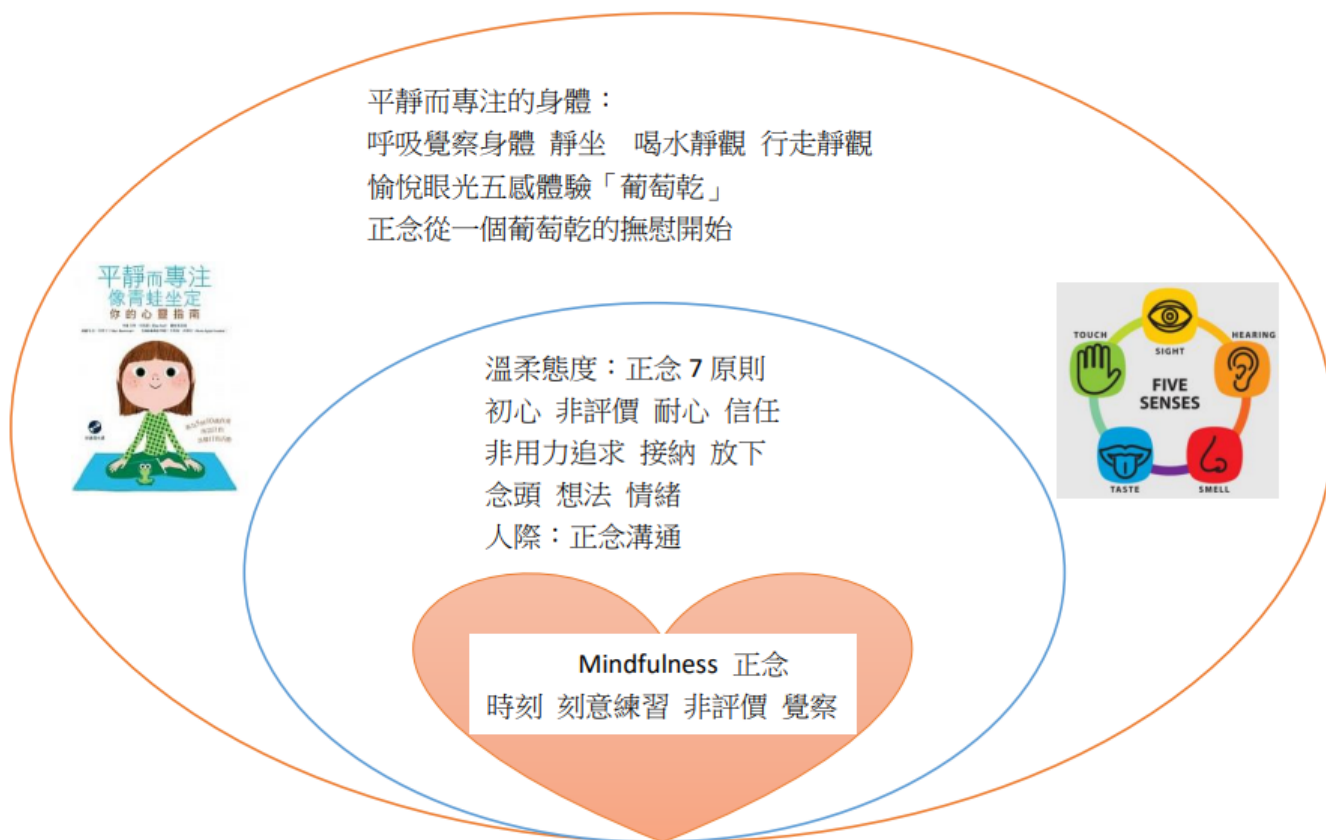 平靜而專注的身體：
呼吸覺察身體 靜坐 喝水靜觀 行走靜觀
愉悅眼光五感體驗「葡萄乾」
正念從一個葡萄乾的撫慰開始
平靜而專注
像青蛙坐定
你的心靈指南
溫柔態度：正念 7 原則
初心 非評價 耐心 信任
非用力追求 接納 放下
念頭 想法 情緒
人際：正念溝通
TOUCH
SIGHT
HEARING
FIVE
SENSES
TASTE
SMELL
Mindfulness 正念
時刻 刻意練習 非評價 覺察